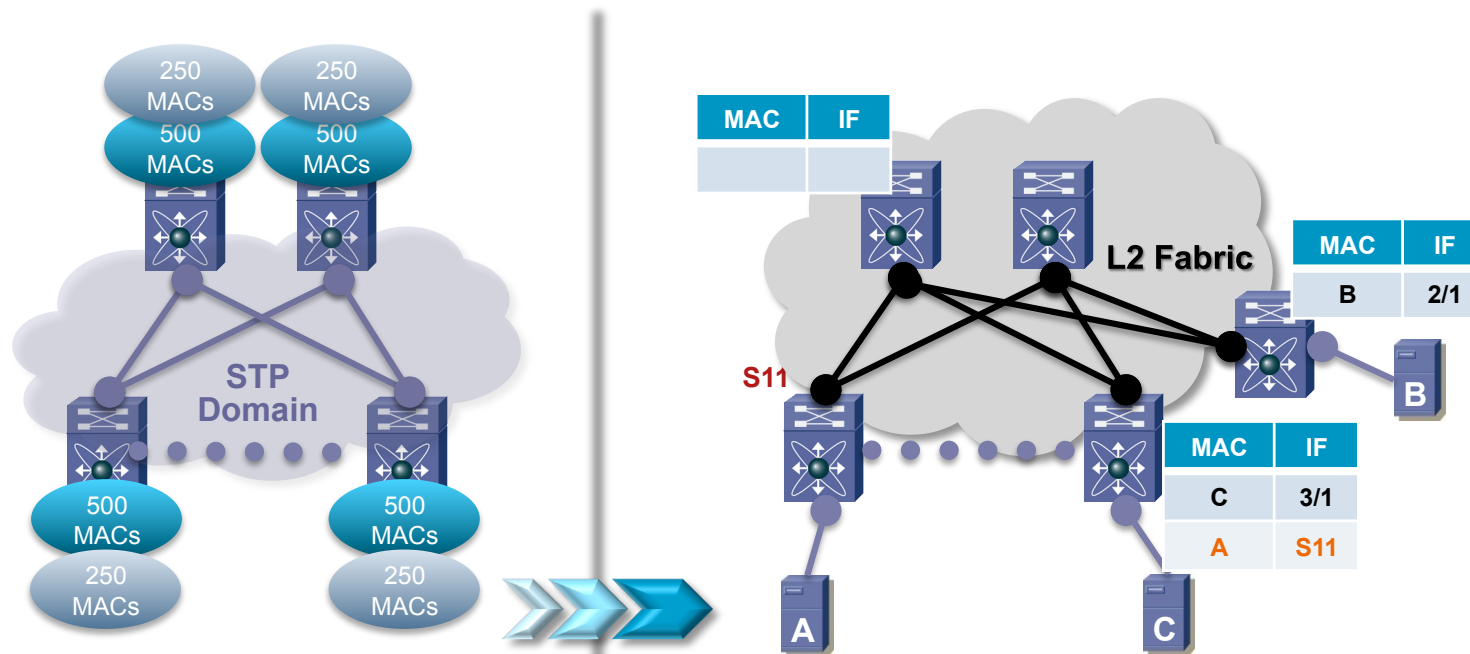 250
MACs
250
MACs
500
MACs
500
MACs
STP
Domain
500
MACs
500
MACs
250
MACs
250
MACs
MAC IF
L2 Fabric
MAC IF
B 2/1
S11
B
MAC IF
C 3/1
A S11
A
C